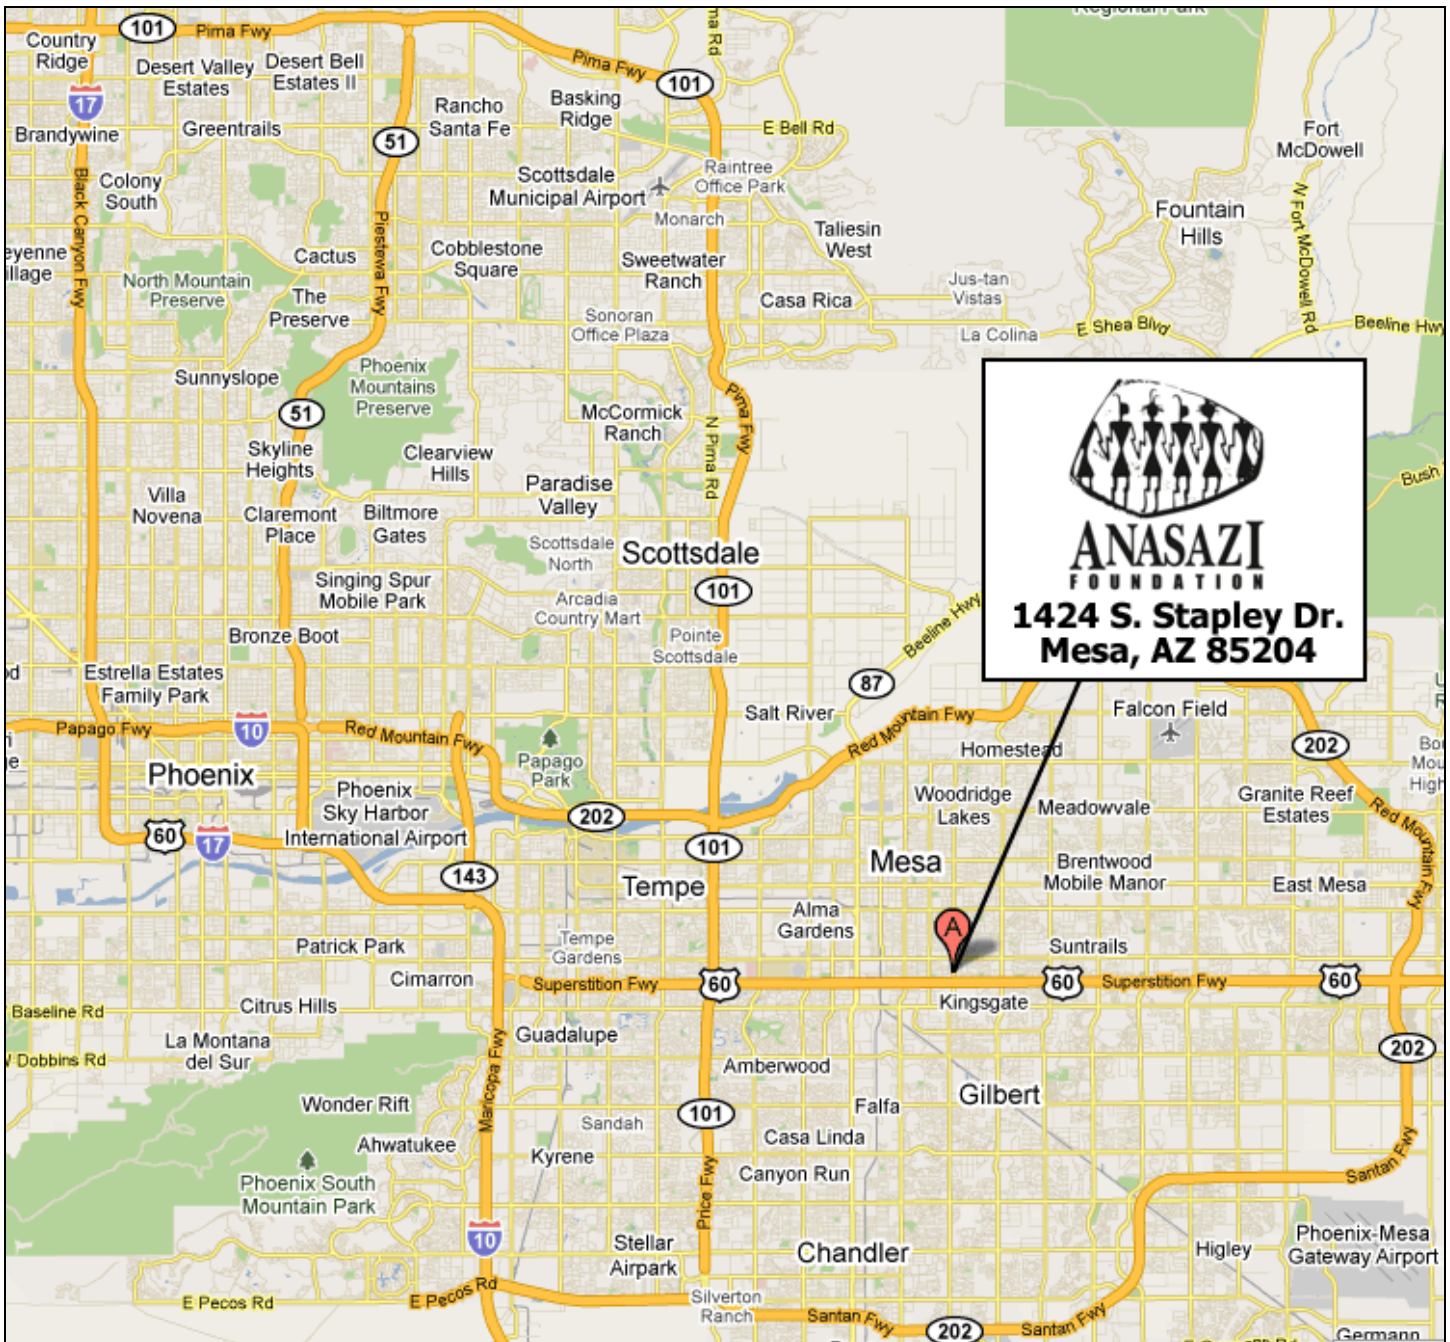 Regional Park
101
Pima Fwy
Country
Ridge
Desert Valley
Estates
Desert Bell
Estates II
Pima Fwy
101
17
Rancho
Santa Fe
Basking
Ridge
E Bell Rd
Brandywine
Greentrails
51
Fort
McDowell
Colony
South
Scottsdale
Municipal Airport
Raintree
Office Park
Monarch
Black Canyon Fwy
Piestewa Fwy
Taliesin
West
Fountain
Hills
N Fort McDowell Rd
Cactus
Cobblestone
Square
Sweetwater
Ranch
North Mountain
Preserve
The
Preserve
Casa Rica
Jus-tan
Vistas
Sonoran
Office Plaza
La Colina
E Shea Blvd
Beeline Hwy
Sunnyslope
Phoenix
Mountains
Preserve
51
McCormick
Ranch
Pima Fwy
N Pima Rd
Skyline
Heights
Clearview
Hills
Villa
Novena
Claremont
Place
Biltmore
Gates
Paradise
Valley
Bush
Scottsdale
North
Scottsdale
ANASAZI
FOUNDATION
1424 S. Stapley Dr.
Mesa, AZ 85204
Singing Spur
Mobile Park
101
Arcadia
Country Mart
Beeline Hwy
Bronze Boot
Pointe
Scottsdale
Estrella Estates
Family Park
87
Salt River
Red Mountain Fwy
Falcon Field
Papago Fwy
10
Red Mountain Fwy
Homestead
202
Papago
Park
Phoenix
Phoenix
Sky Harbor
International Airport
Woodridge
Lakes
Meadowvale
Granite Reef
Estates
Red Mountain Fwy
202
60
17
101
143
Tempe
Mesa
Brentwood
Mobile Manor
East Mesa
Alma
Gardens
A
Patrick Park
Tempe
Gardens
Suntrails
Cimarron
Superstition Fwy
60
60
Superstition Fwy
60
Citrus Hills
Kingsgate
Baseline Rd
La Montana
del Sur
Guadalupe
202
W Dobbins Rd
Maricopa Fwy
Amberwood
Wonder Rift
Gilbert
101
Falfa
Sandah
Ahwatukee
Casa Linda
Kyrene
Canyon Run
Santan Fwy
Phoenix South
Mountain Park
Price Fwy
10
Stellar
Airpark
Chandler
Higley
Phoenix-Mesa
Gateway Airport
E Pecos Rd
E Pecos Rd
Silverton
Ranch
Santan Fwy
202
Santan Fwy
Germann